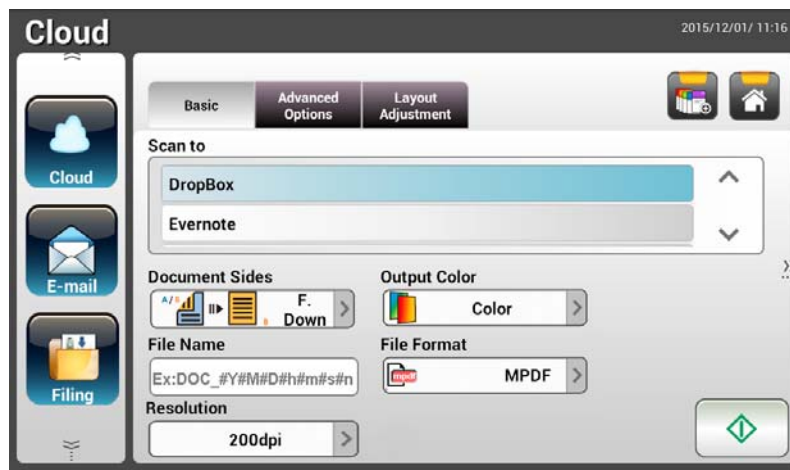 Cloud
2015/12/01/ 11:16
Basic
Advanced
Options
Layout
Adjustment
Scan to
DropBox
Evernote
Cloud
E-mail
Filing
Document Sides
Output Color
A/B
F.
Down
Color
File Name
File Format
Ex:DOC_#Y#M#D#h#m#s#n
mpdf
MPDF
Resolution
200dpi